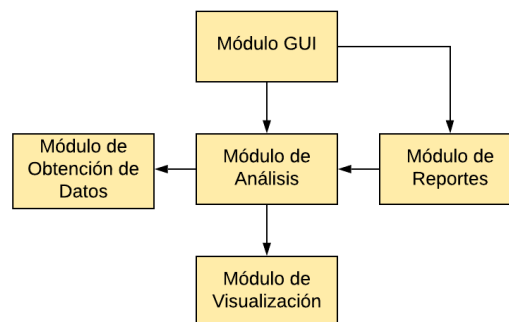 Módulo GUI
Módulo de
Obtención de
Datos
Módulo de
Análisis
Módulo de
Reportes
Módulo de
Visualización